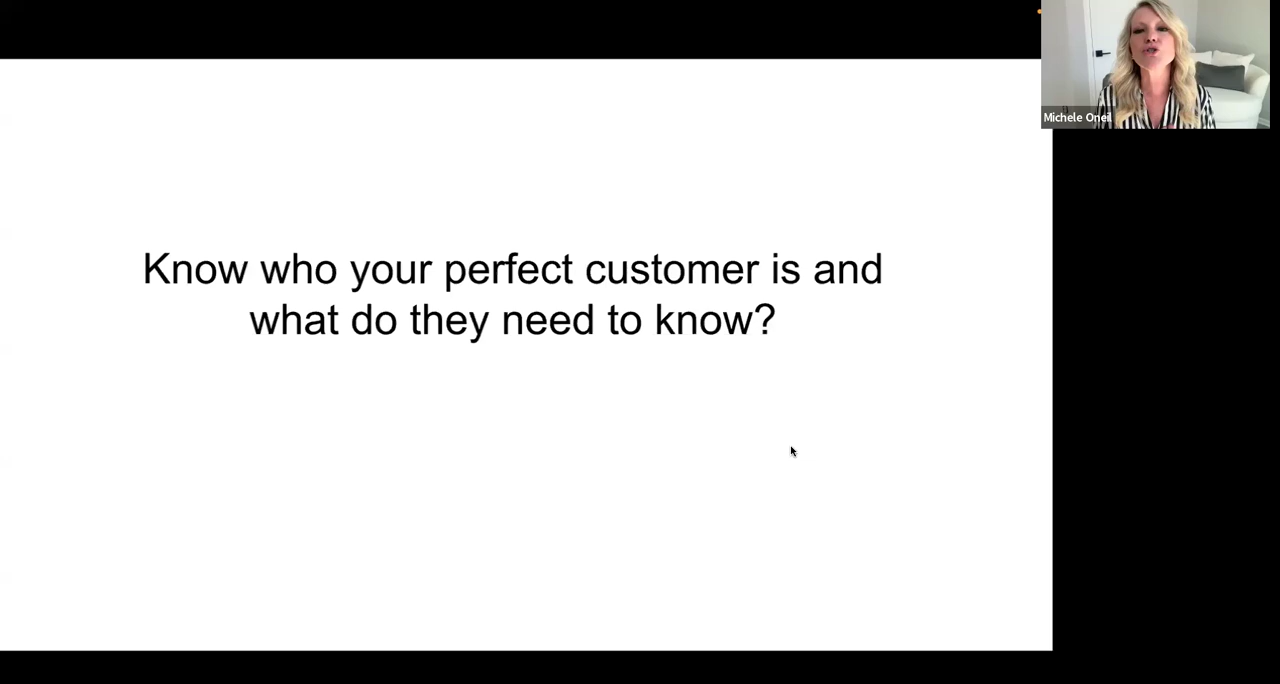 Michele Oneil
Know who your perfect customer is and
what do they need to know?